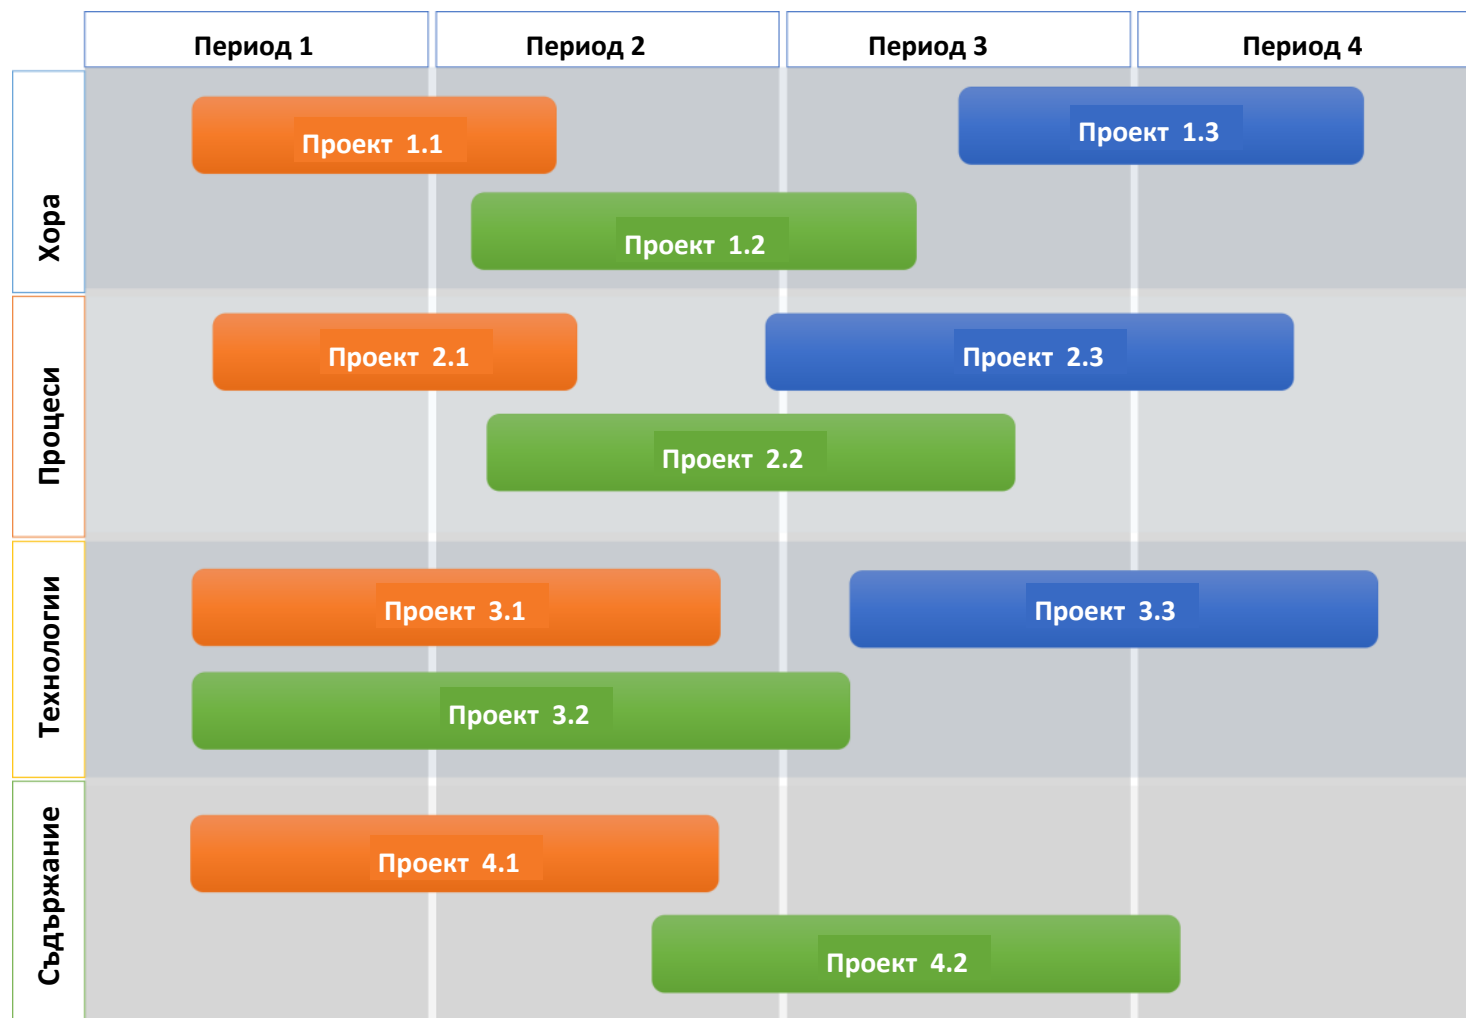 Период 1
Период 2
Период 3
Период 4
Хора
Проект 1.1
Проект 1.3
Проект 1.2
Процеси
Проект 2.1
Проект 2.3
Проект 2.2
Технологии
Проект 3.1
Проект 3.3
Проект 3.2
Съдържание
Проект 4.1
Проект 4.2